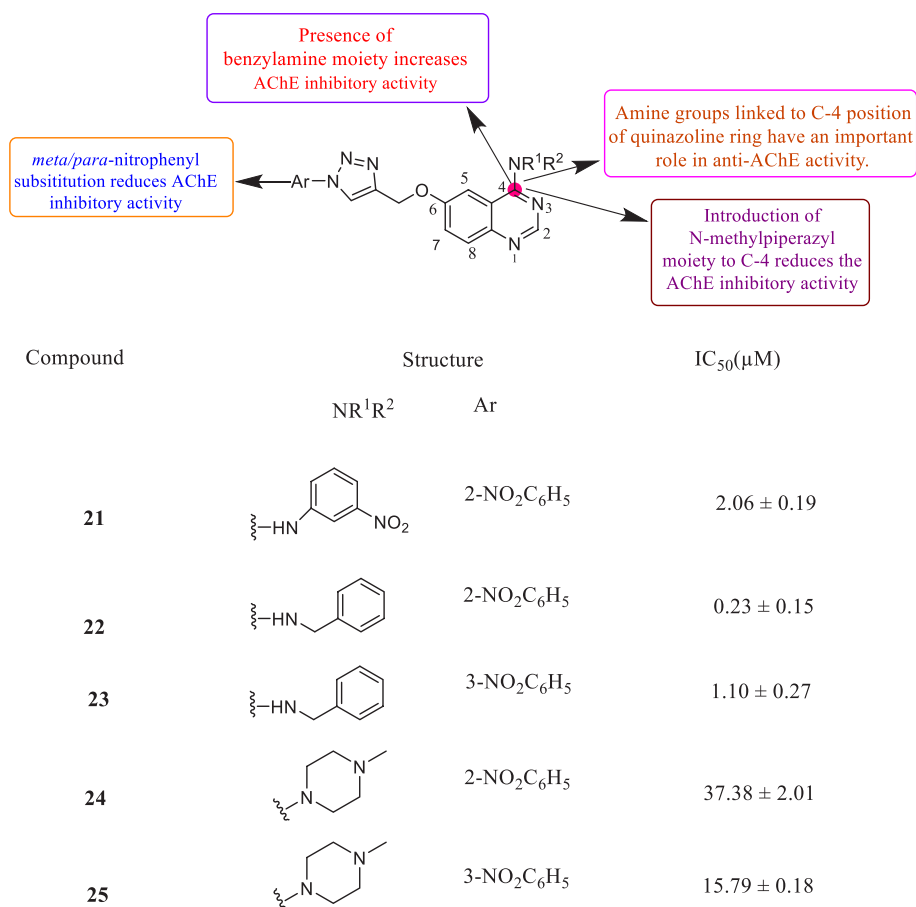 Presence of
benzylamine moiety increases
AChE inhibitory activity
Amine groups linked to C-4 position
of quinazoline ring have an important
role in anti-AChE activity.
meta/para-nitrophenyl
subsititution reduces AChE
inhibitory activity
Introduction of
N-methylpiperazyl
moiety to C-4 reduces the
AChE inhibitory activity
N=N
Ar-N
O
NR¹R²
4
5
6
7
8
N
3
2
N
1
Compound Structure IC₅₀(μM)
NR¹R² Ar
21 HN NO₂ 2-NO₂C₆H₅ 2.06 ± 0.19
22 HN 2-NO₂C₆H₅ 0.23 ± 0.15
23 HN 3-NO₂C₆H₅ 1.10 ± 0.27
24 N N 2-NO₂C₆H₅ 37.38 ± 2.01
25 N N 3-NO₂C₆H₅ 15.79 ± 0.18